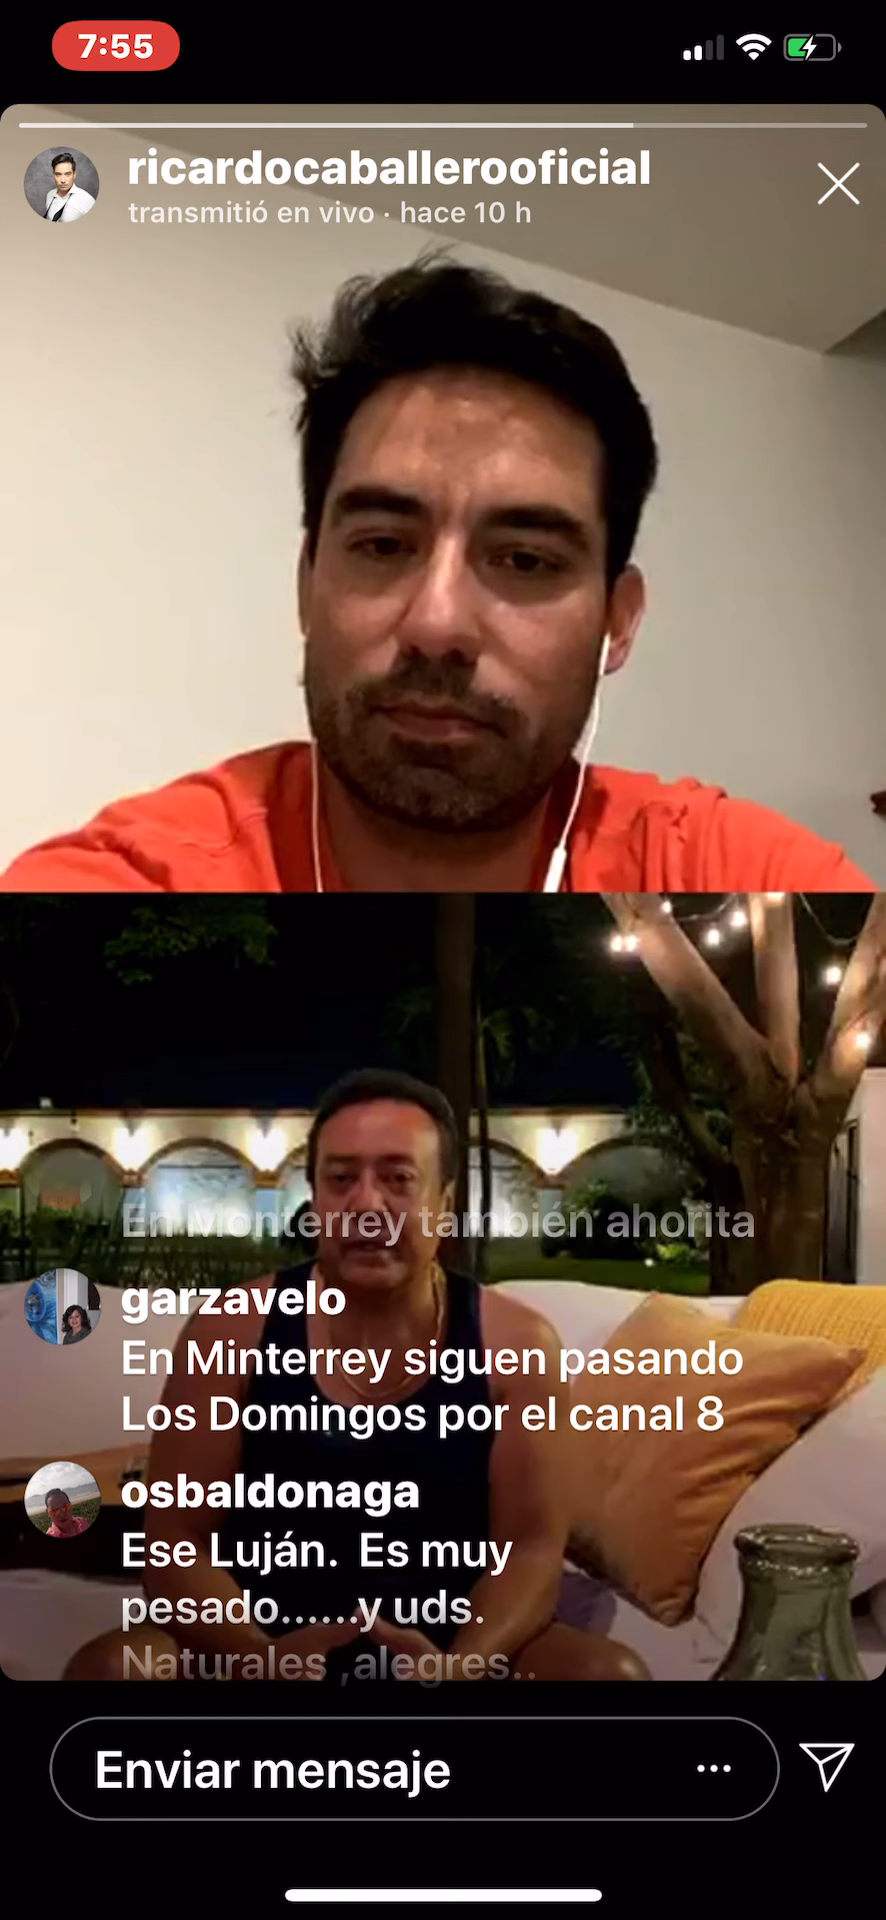 7:55
ricardocaballerooficial
transmitió en vivo · hace 10 h
En Monterrey también ahorita
garzavelo
En Minterrey siguen pasando
Los Domingos por el canal 8
osbaldonaga
Ese Luján.  Es muy
pesado......y uds.
Naturales ,alegres..
Enviar mensaje